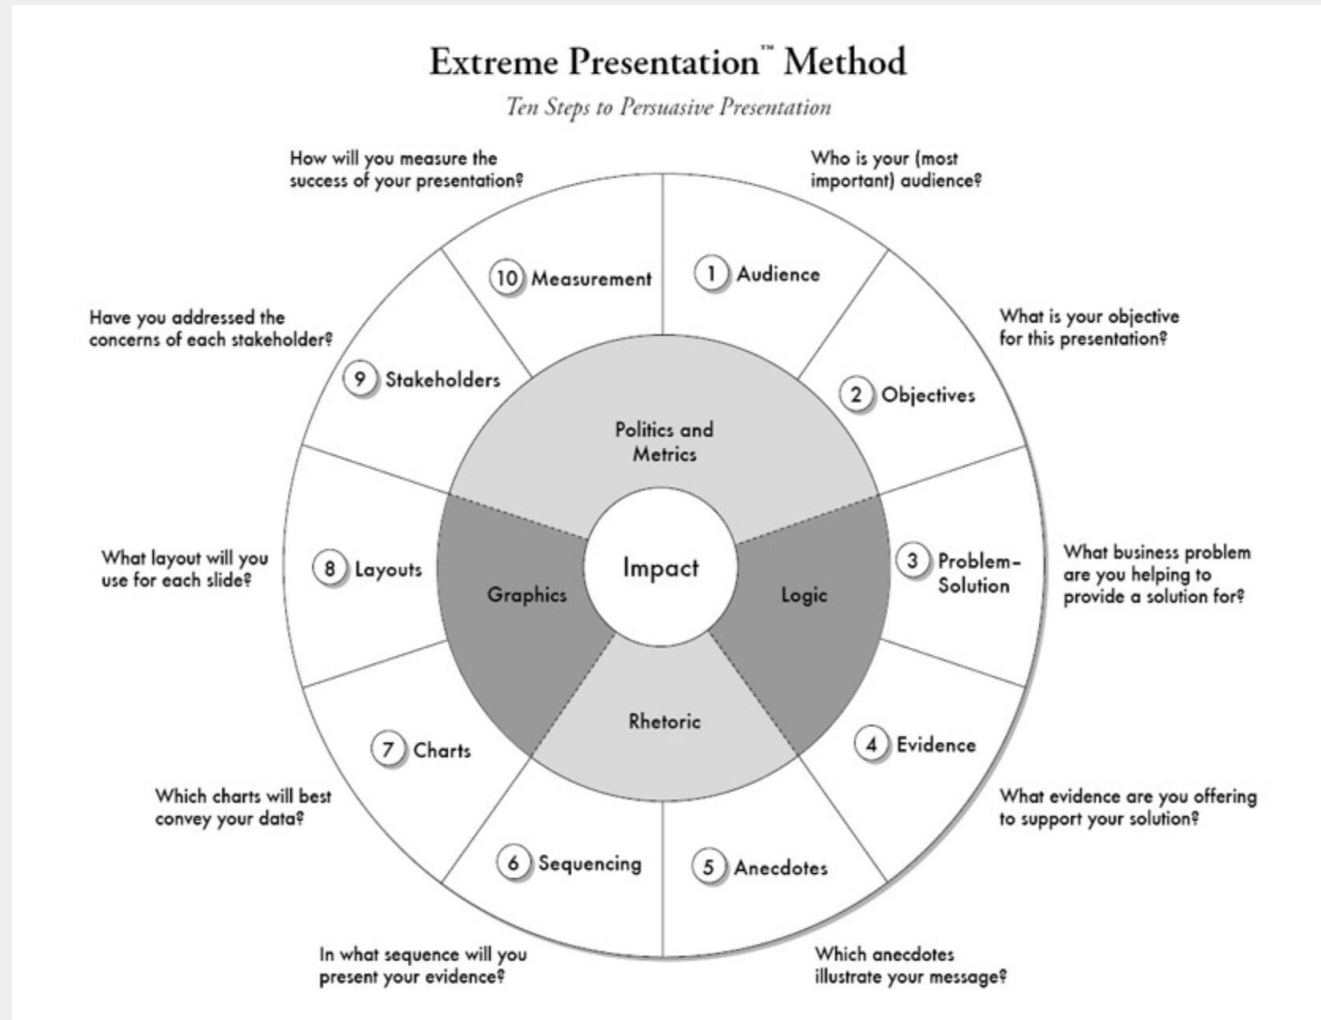 Extreme Presentation™ Method
Ten Steps to Persuasive Presentation
How will you measure the
success of your presentation?
Who is your (most
important) audience?
10 Measurement
1 Audience
Have you addressed the
concerns of each stakeholder?
What is your objective
for this presentation?
9 Stakeholders
2 Objectives
Politics and
Metrics
What layout will you
use for each slide?
8 Layouts
Graphics
Impact
Logic
3 Problem-
Solution
What business problem
are you helping to
provide a solution for?
Rhetoric
7 Charts
4 Evidence
Which charts will best
convey your data?
What evidence are you offering
to support your solution?
6 Sequencing
5 Anecdotes
In what sequence will you
present your evidence?
Which anecdotes
illustrate your message?